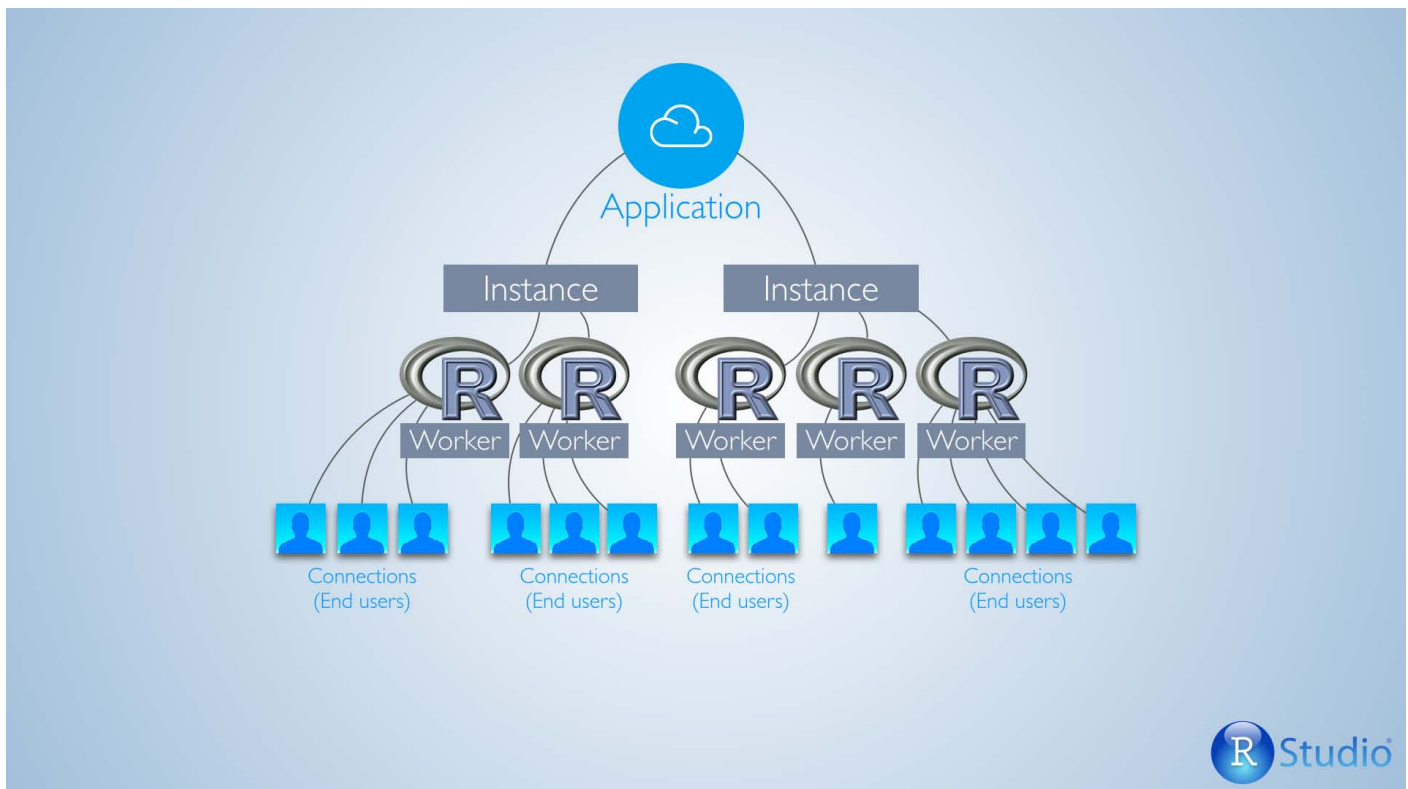 Application
Instance Instance
R R R R R
Worker Worker Worker Worker Worker
Connections Connections Connections Connections
(End users) (End users) (End users) (End users)
R Studio®